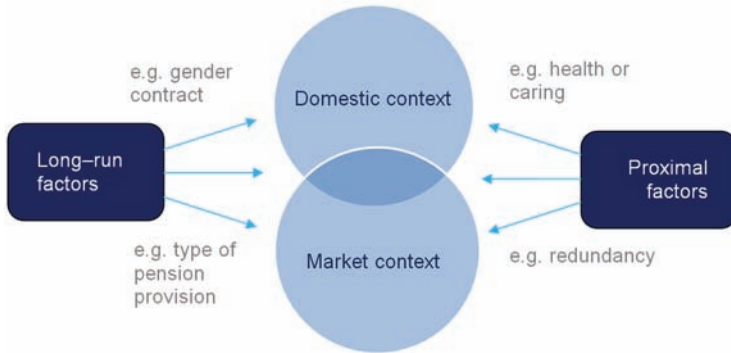 e.g. gender
contract
Domestic context
e.g. health or
caring
Long–run
factors
Proximal
factors
e.g. type of
pension
provision
Market context
e.g. redundancy